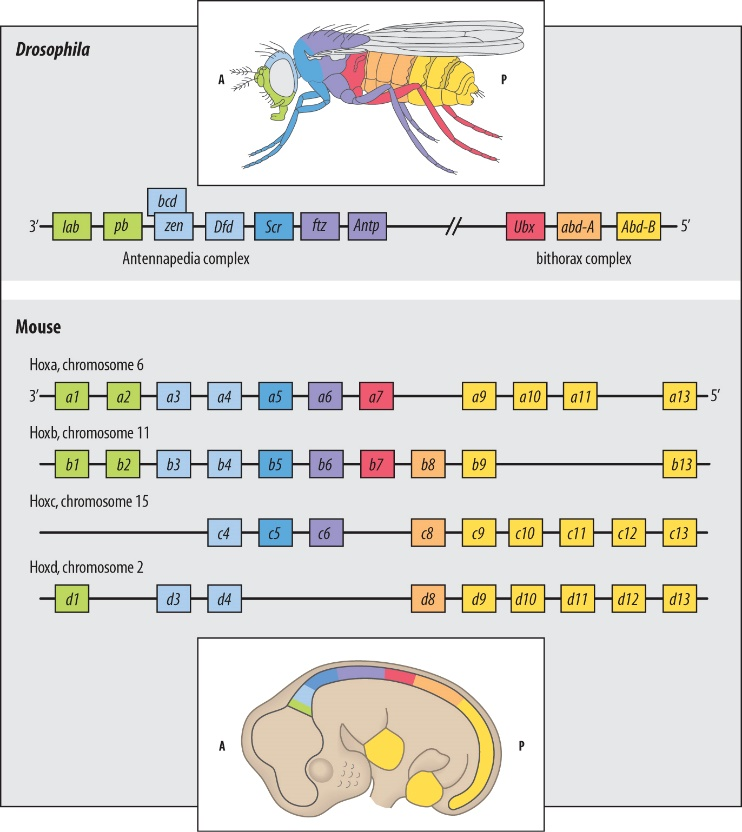 Drosophila
A P
bcd
3′ lab pb zen Dfd Scr ftz Antp Ubx abd-A Abd-B 5′
Antennapedia complex bithorax complex
Mouse
Hoxa, chromosome 6
3′ a1 a2 a3 a4 a5 a6 a7 a9 a10 a11 a13 5′
Hoxb, chromosome 11
b1 b2 b3 b4 b5 b6 b7 b8 b9 b13
Hoxc, chromosome 15
c4 c5 c6 c8 c9 c10 c11 c12 c13
Hoxd, chromosome 2
d1 d3 d4 d8 d9 d10 d11 d12 d13
A P